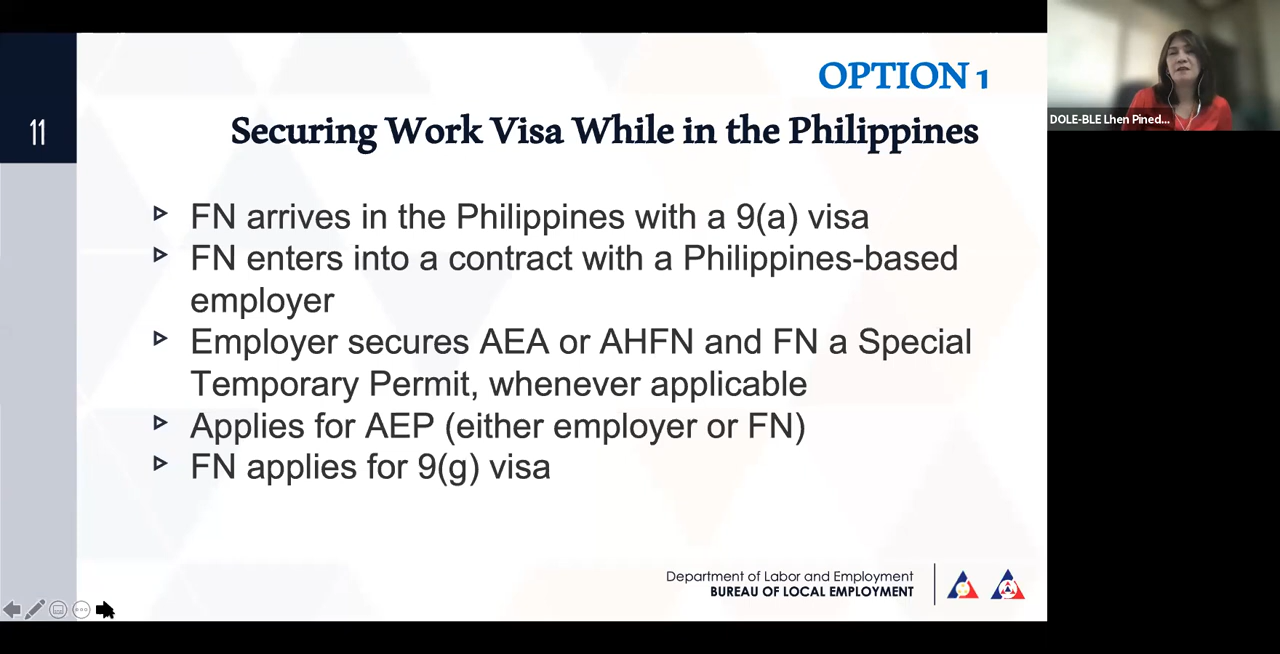 OPTION 1
11
Securing Work Visa While in the Philippines
FN arrives in the Philippines with a 9(a) visa
FN enters into a contract with a Philippines-based
employer
Employer secures AEA or AHFN and FN a Special
Temporary Permit, whenever applicable
Applies for AEP (either employer or FN)
FN applies for 9(g) visa
Department of Labor and Employment
BUREAU OF LOCAL EMPLOYMENT
DOLE-BLE Lhen Pined...